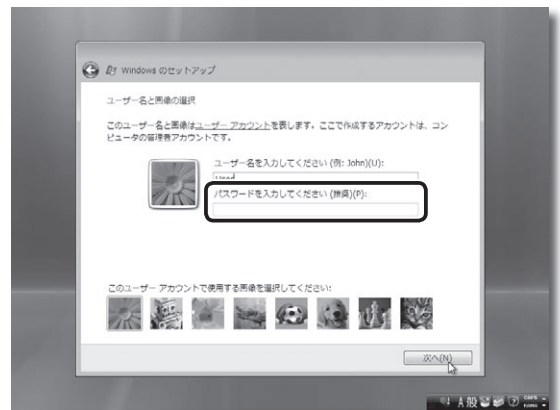 Windows のセットアップ
ユーザー名と画像の選択
このユーザー名と画像はユーザー アカウントを表します。ここで作成するアカウントは、コン
ピュータの管理者アカウントです。
ユーザー名を入力してください (例: John)(U):
パスワードを入力してください (推奨)(P):
このユーザー アカウントで使用する画像を選択してください:
次へ(N)
A 般
CAPS
KANA